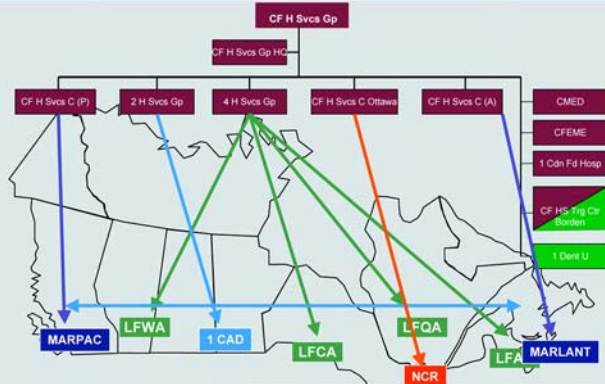 CF H Svcs Gp
CF H Svcs Gp HQ
CF H Svcs C (P)
2 H Svcs Gp
4 H Svcs Gp
CF H Svcs C Ottawa
CF H Svcs C (A)
CMED
CFEME
1 Cdn Fd Hosp
CF HS Trg Ctr
Borden
1 Dent U
MARPAC
LFWA
1 CAD
LFCA
LFQA
NCR
MARLANT